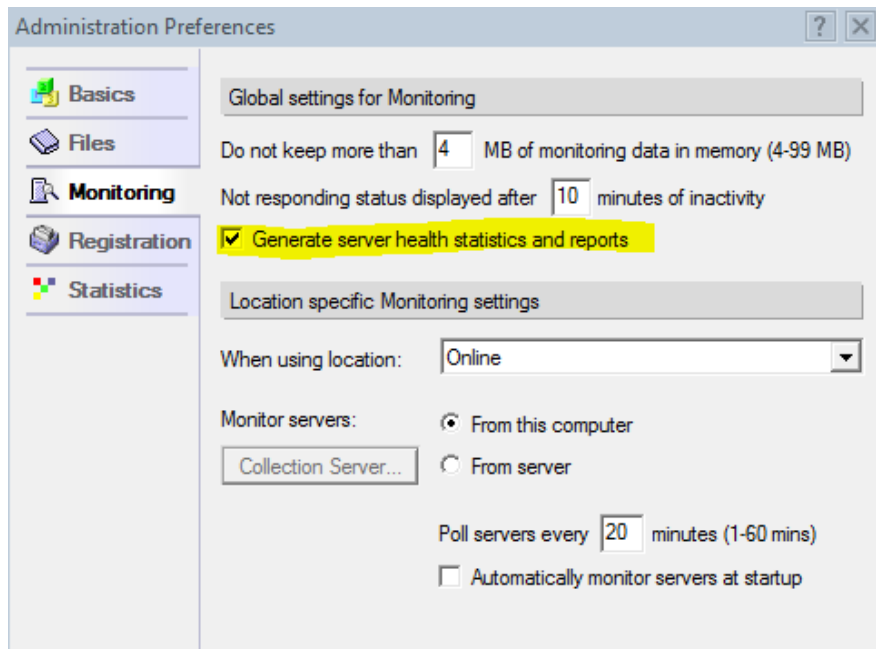 Administration Preferences
?
Basics
Files
Monitoring
Registration
Statistics
Global settings for Monitoring
Do not keep more than 4 MB of monitoring data in memory (4-99 MB)
Not responding status displayed after 10 minutes of inactivity
Generate server health statistics and reports
Location specific Monitoring settings
When using location: Online
Monitor servers: From this computer
Collection Server... From server
Poll servers every 20 minutes (1-60 mins)
Automatically monitor servers at startup